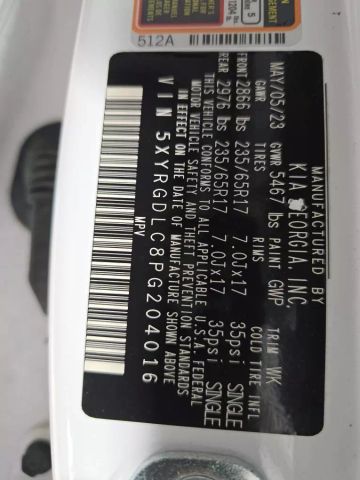 MANUFACTURED BY
KIA GEORGIA, INC.
MAY/05/23 GVWR 5467 lbs PAINT GWP TRIM WK
GAWR TIRES RIMS COLD TIRE INFL
FRONT 2866 lbs 235/65R17 7.0Jx17 35psi SINGLE
REAR 2976 lbs 235/65R17 7.0Jx17 35psi SINGLE
THIS VEHICLE CONFORMS TO ALL APPLICABLE U.S.A. FEDERAL
MOTOR VEHICLE SAFETY AND THEFT PREVENTION STANDARDS
IN EFFECT ON THE DATE OF MANUFACTURE SHOWN ABOVE
VIN 5XYRGDLC8PG204016
MPV
512A